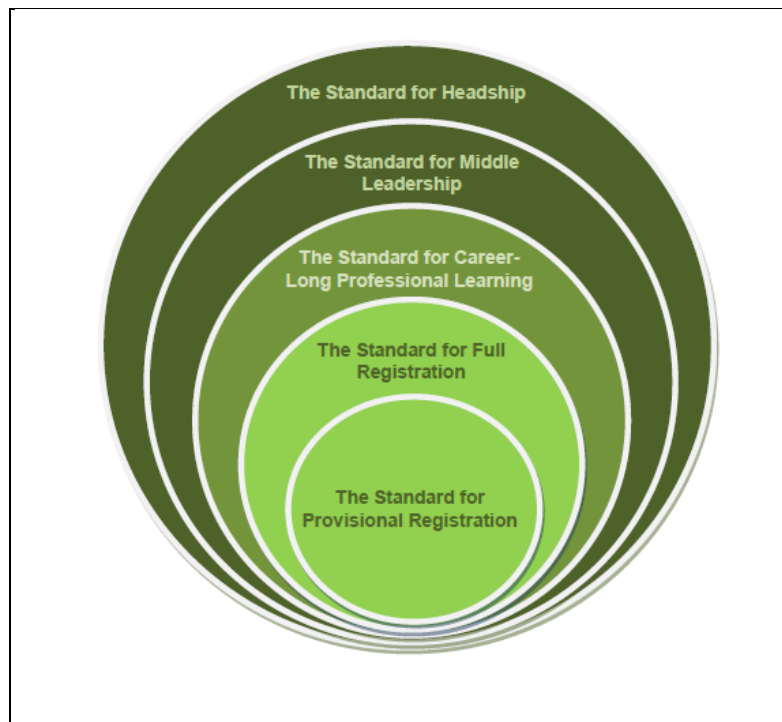 The Standard for Headship
The Standard for Middle
Leadership
The Standard for Career-
Long Professional Learning
The Standard for Full
Registration
The Standard for
Provisional Registration